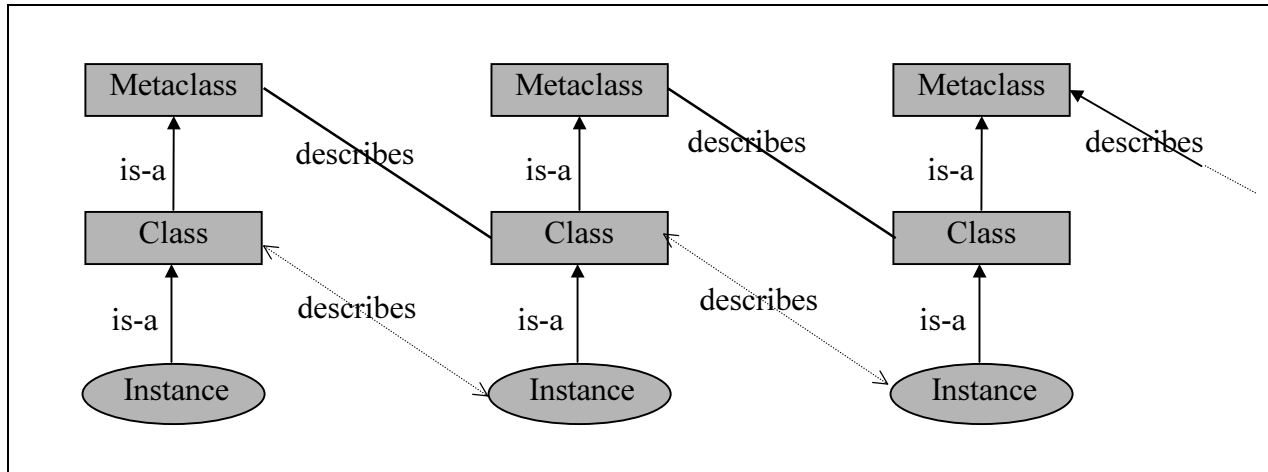 Metaclass Metaclass Metaclass
describes describes describes
is-a is-a is-a
Class Class Class
describes describes
is-a is-a is-a
Instance Instance Instance